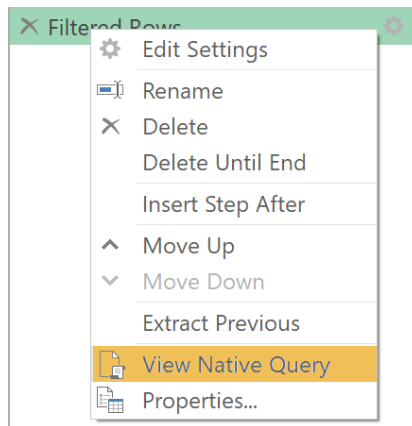 Filtered Rows
Edit Settings
Rename
Delete
Delete Until End
Insert Step After
Move Up
Move Down
Extract Previous
View Native Query
Properties...